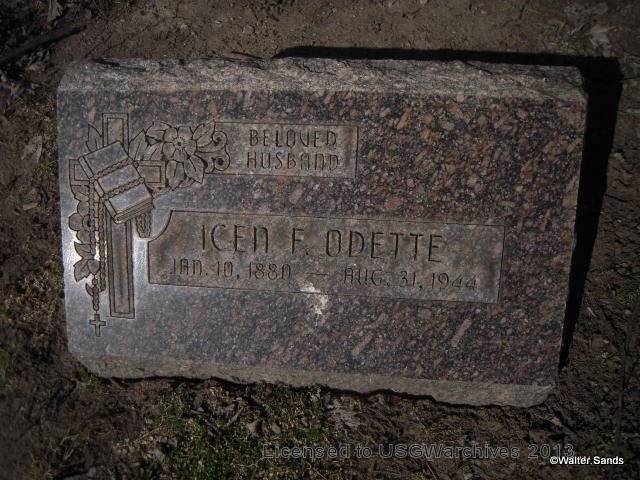 BELOVED
HUSBAND
ICEN F. ODETTE
JAN. 10, 1880 — AUG. 31, 1944
Licensed to USGWarchives 2013
©Walter Sands